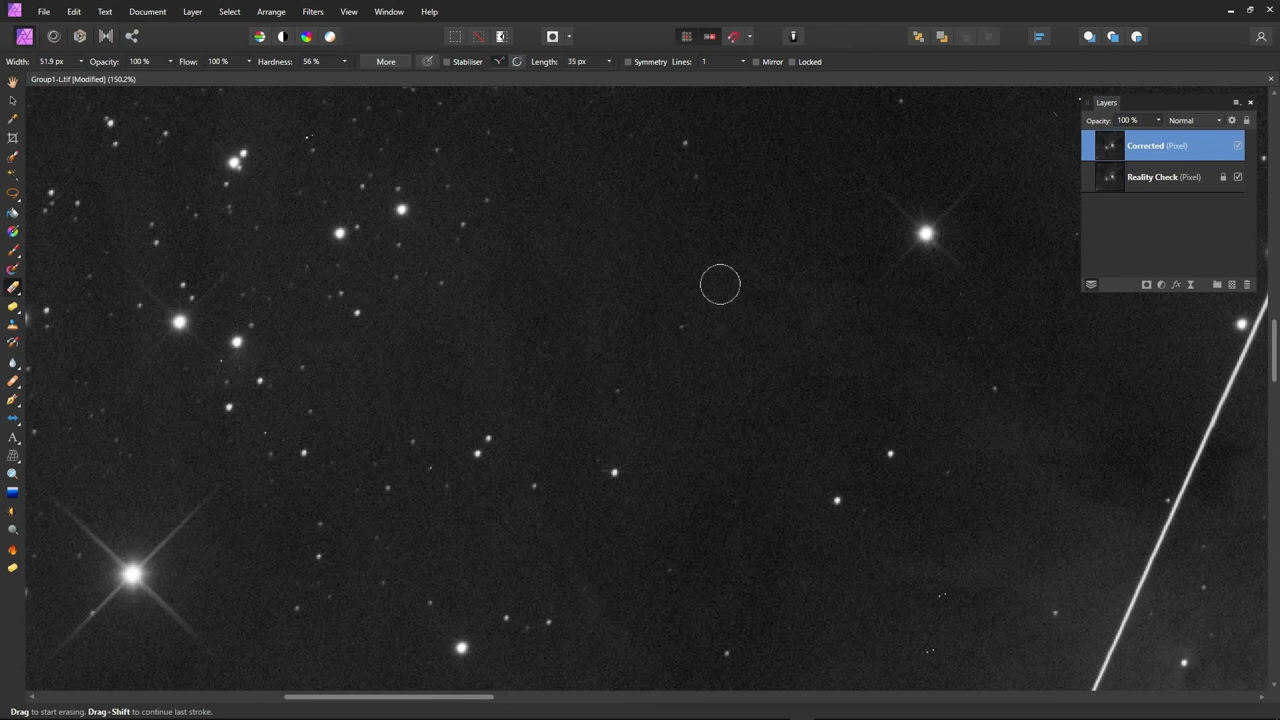 File Edit Text Document Layer Select Arrange Filters View Window Help
Width: 51.9 px Opacity: 100 % Flow: 100 % Hardness: 56 % More Stabiliser Length: 35 px Symmetry Lines: 1 Mirror Locked
Group1-L.tif [Modified] (150.2%)
Layers
Opacity: 100 % Normal
Corrected (Pixel)
Reality Check (Pixel)
Drag to start erasing. Drag+Shift to continue last stroke.